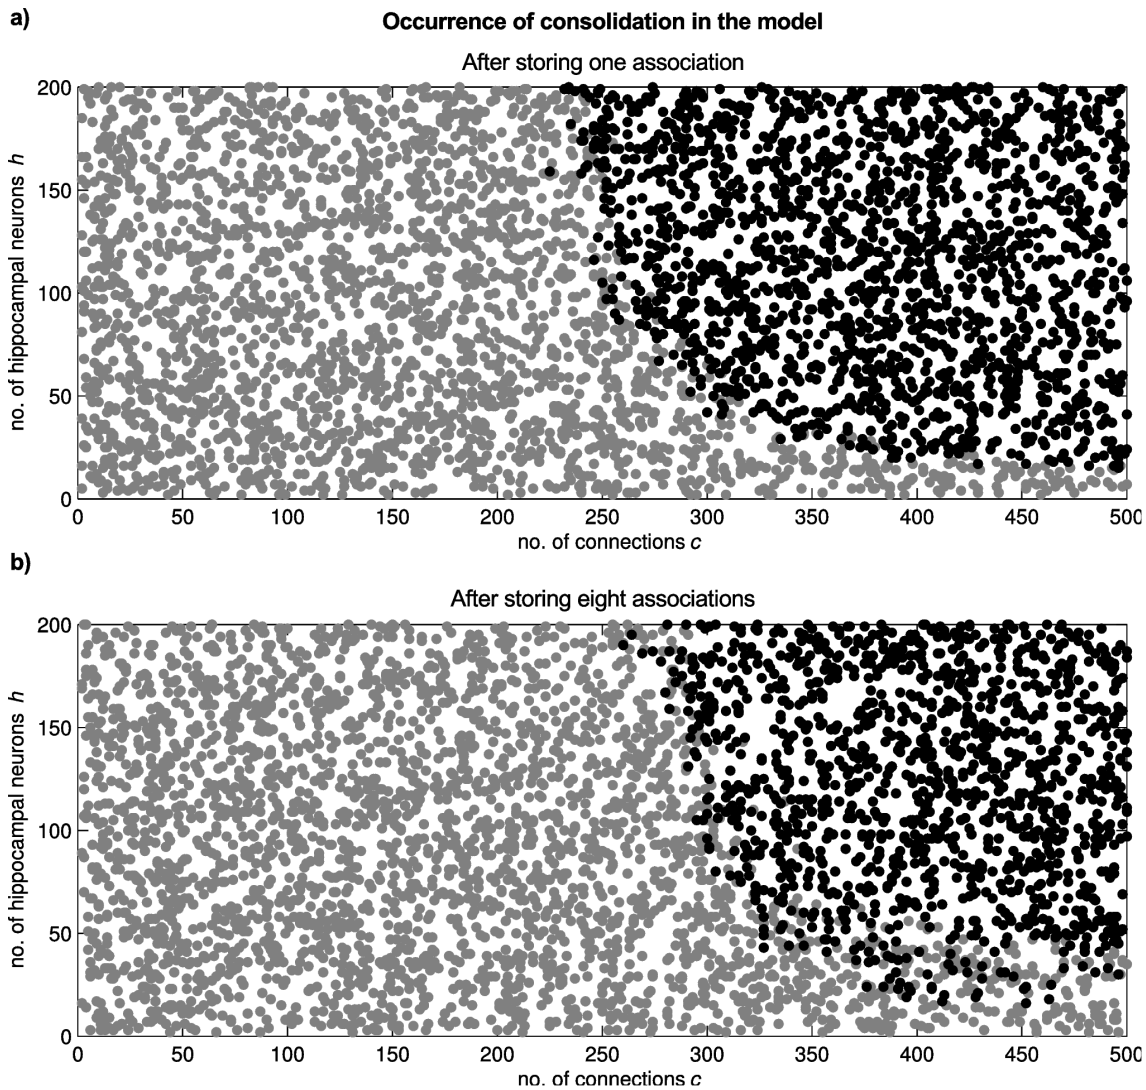 a)
Occurrence of consolidation in the model
After storing one association
no. of hippocampal neurons h
200
150
100
50
0
0 50 100 150 200 250 300 350 400 450 500
no. of connections c
b)
After storing eight associations
no. of hippocampal neurons h
200
150
100
50
0
0 50 100 150 200 250 300 350 400 450 500
no. of connections c